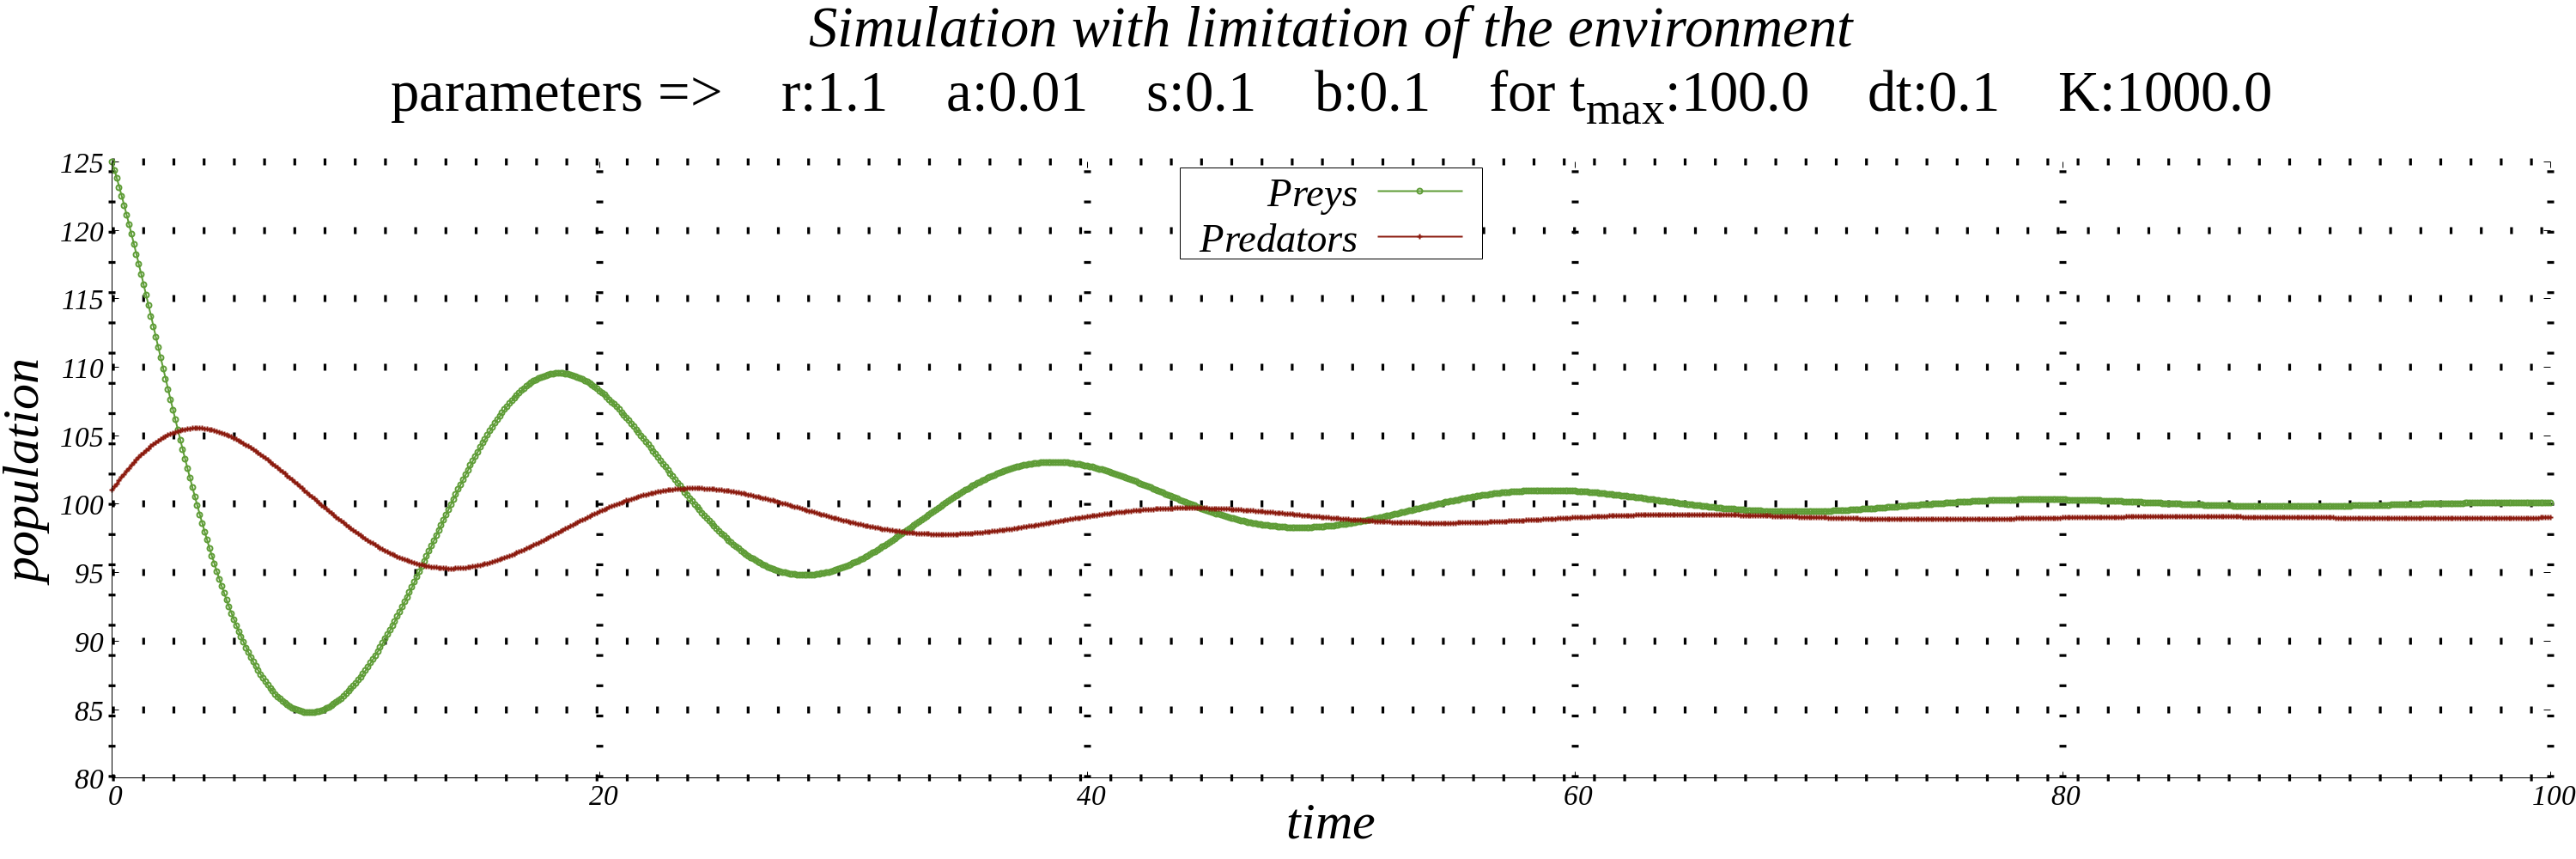 Simulation with limitation of the environment
parameters => r:1.1 a:0.01 s:0.1 b:0.1 for tmax:100.0 dt:0.1 K:1000.0
125
120
115
110
105
100
95
90
85
80
population
Preys
Predators
0 20 40 60 80 100
time